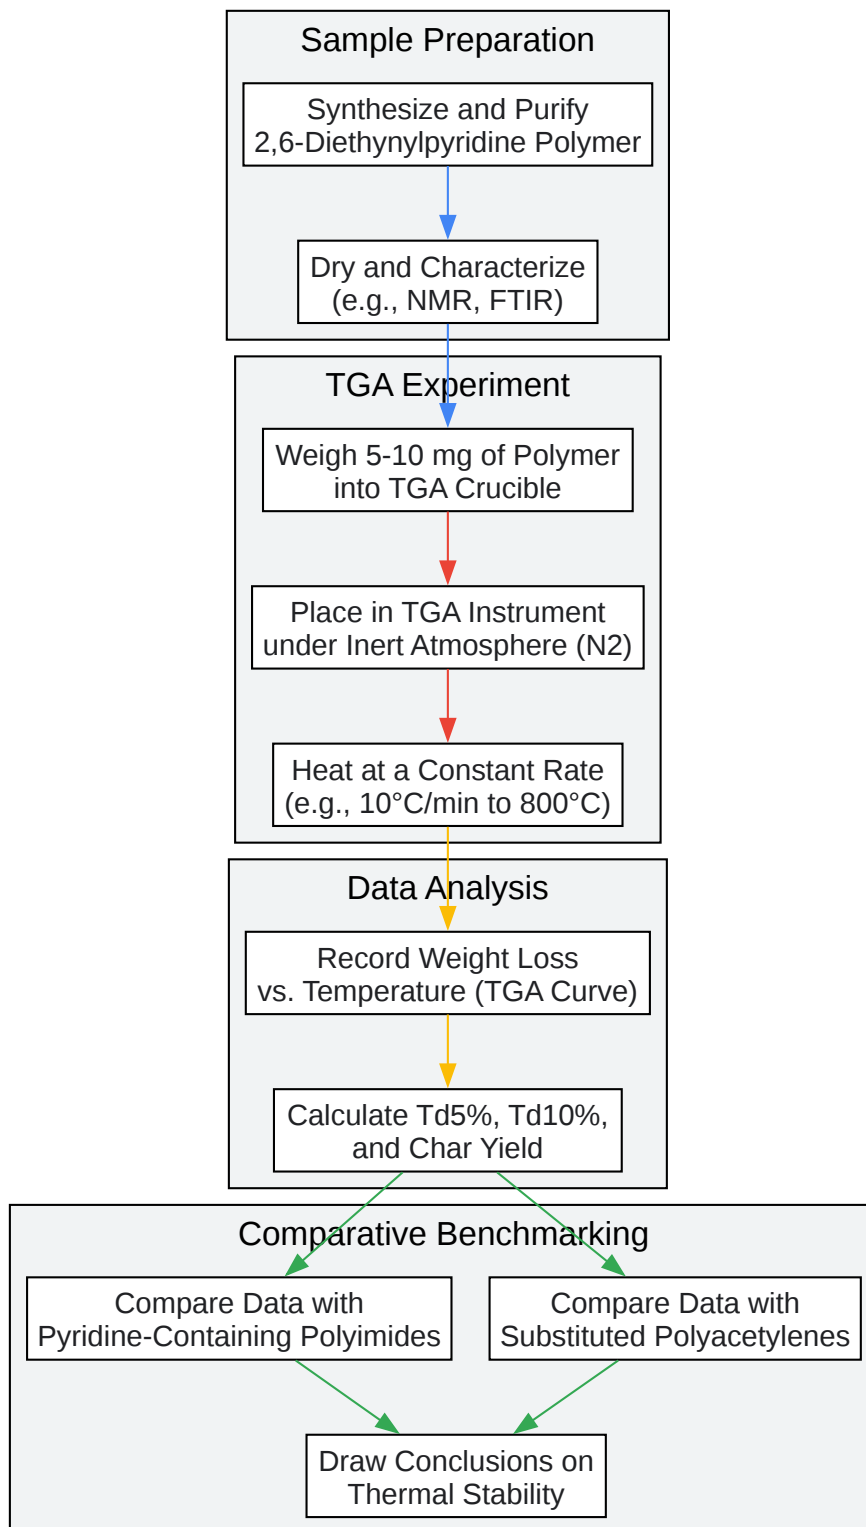 Sample Preparation
Synthesize and Purify
2,6-Diethynylpyridine Polymer
Dry and Characterize
(e.g., NMR, FTIR)
TGA Experiment
Weigh 5-10 mg of Polymer
into TGA Crucible
Place in TGA Instrument
under Inert Atmosphere (N2)
Heat at a Constant Rate
(e.g., 10°C/min to 800°C)
Data Analysis
Record Weight Loss
vs. Temperature (TGA Curve)
Calculate Td5%, Td10%,
and Char Yield
Comparative Benchmarking
Compare Data with
Pyridine-Containing Polyimides
Compare Data with
Substituted Polyacetylenes
Draw Conclusions on
Thermal Stability